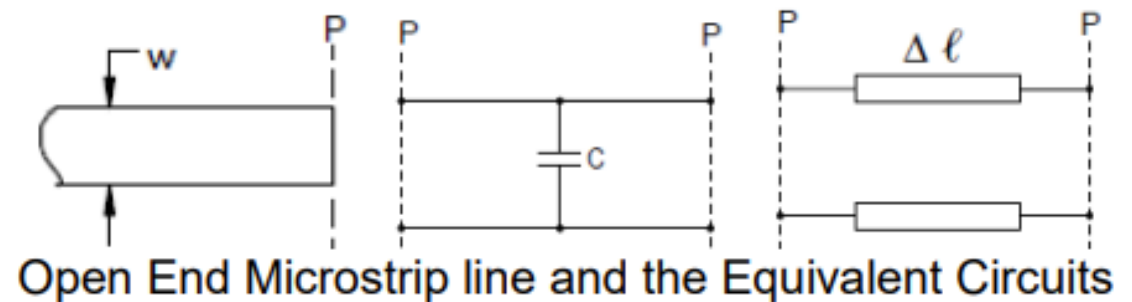 P P P P P
w
Δ ℓ
C
Open End Microstrip line and the Equivalent Circuits